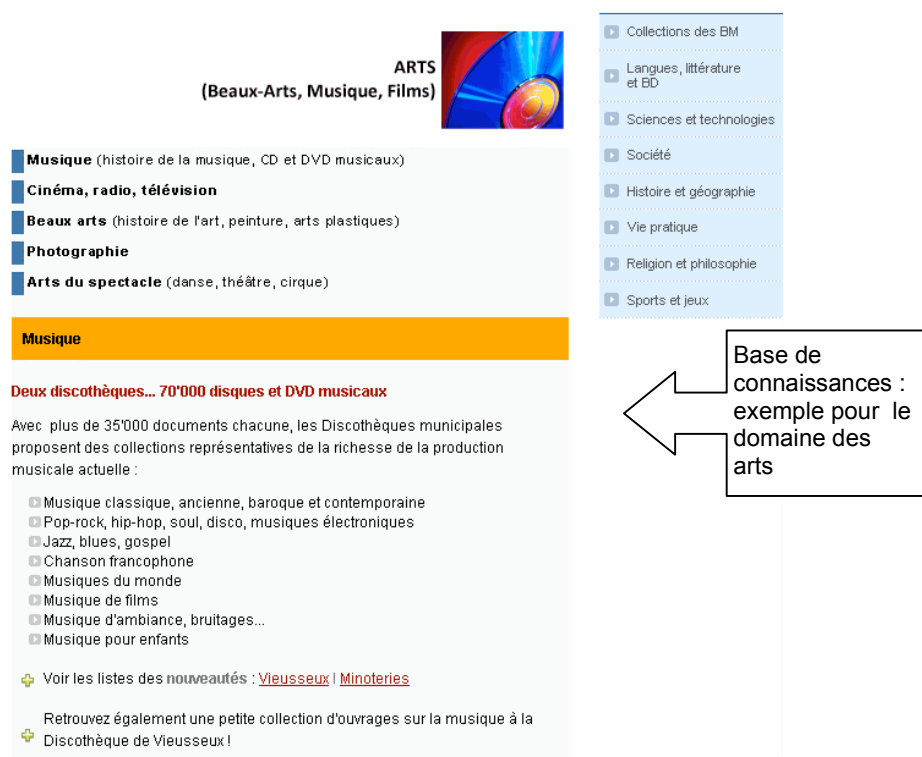 ARTS
(Beaux-Arts, Musique, Films)
Musique (histoire de la musique, CD et DVD musicaux)
Cinéma, radio, télévision
Beaux arts (histoire de l'art, peinture, arts plastiques)
Photographie
Arts du spectacle (danse, théâtre, cirque)
Musique
Deux discothèques... 70'000 disques et DVD musicaux
Avec plus de 35'000 documents chacune, les Discothèques municipales
proposent des collections représentatives de la richesse de la production
musicale actuelle :
Musique classique, ancienne, baroque et contemporaine
Pop-rock, hip-hop, soul, disco, musiques électroniques
Jazz, blues, gospel
Chanson francophone
Musiques du monde
Musique de films
Musique d'ambiance, bruitages...
Musique pour enfants
Voir les listes des nouveautés : Vieusseux | Minoteries
Retrouvez également une petite collection d'ouvrages sur la musique à la
Discothèque de Vieusseux !
Collections des BM
Langues, littérature
et BD
Sciences et technologies
Société
Histoire et géographie
Vie pratique
Religion et philosophie
Sports et jeux
Base de
connaissances :
exemple pour le
domaine des
arts